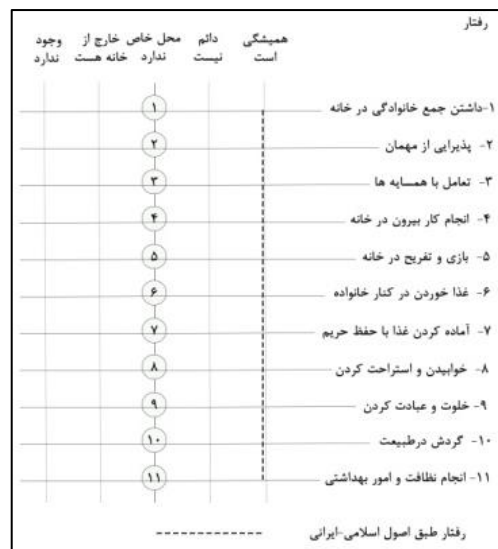 رفتار
همیشگی است
دائم نیست
محل خاص ندارد
خارج از خانه هست
وجود ندارد
۱-داشتن جمع خانوادگی در خانه
۱
۲- پذیرایی از مهمان
۲
۳- تعامل با همسایه ها
۳
۴- انجام کار بیرون در خانه
۴
۵- بازی و تفریح در خانه
۵
۶- غذا خوردن در کنار خانواده
۶
۷- آماده کردن غذا با حفظ حریم
۷
۸- خوابیدن و استراحت کردن
۸
۹- خلوت و عبادت کردن
۹
۱۰- گردش درطبیعت
۱۰
۱۱- انجام نظافت و امور بهداشتی
۱۱
رفتار طبق اصول اسلامی-ایرانی